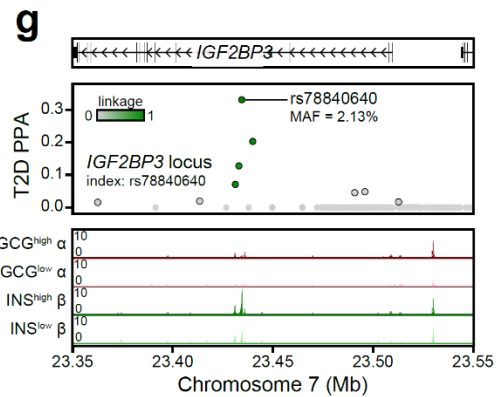 g
IGF2BP3
linkage
0 1
rs78840640
MAF = 2.13%
IGF2BP3 locus
index: rs78840640
T2D PPA
0.3
0.2
0.1
0.0
GCGhigh α
10
0
GCGlow α
10
0
INShigh β
10
0
INSlow β
10
0
23.35 23.40 23.45 23.50 23.55
Chromosome 7 (Mb)